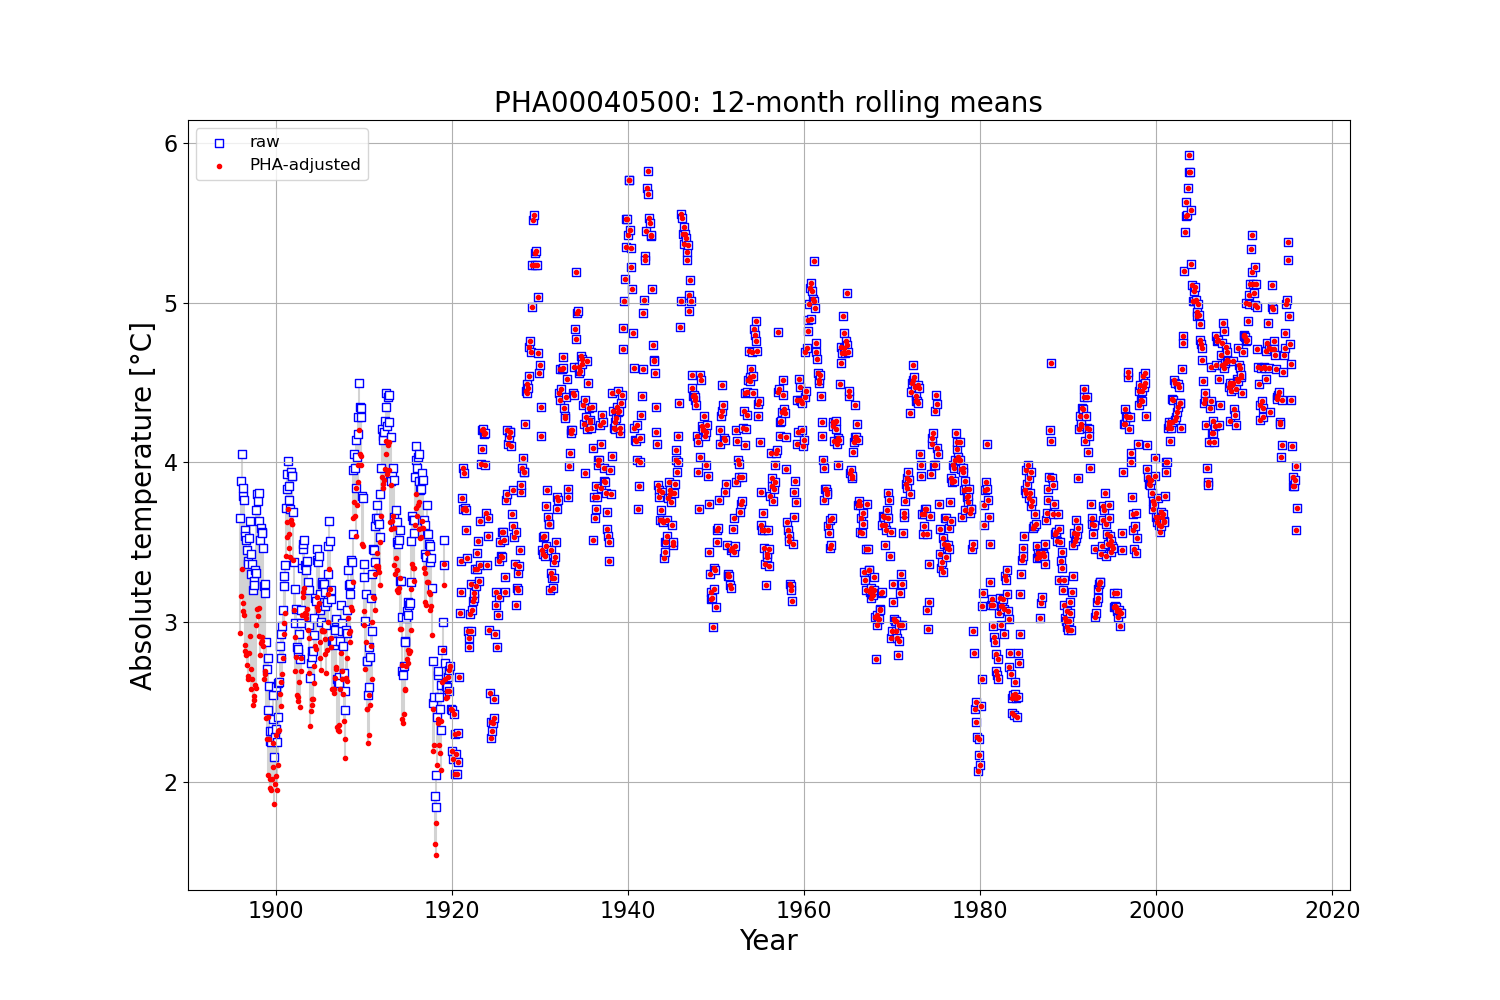 PHA00040500: 12-month rolling means
raw
PHA-adjusted
Absolute temperature [°C]
6
5
4
3
2
1900 1920 1940 1960 1980 2000 2020
Year